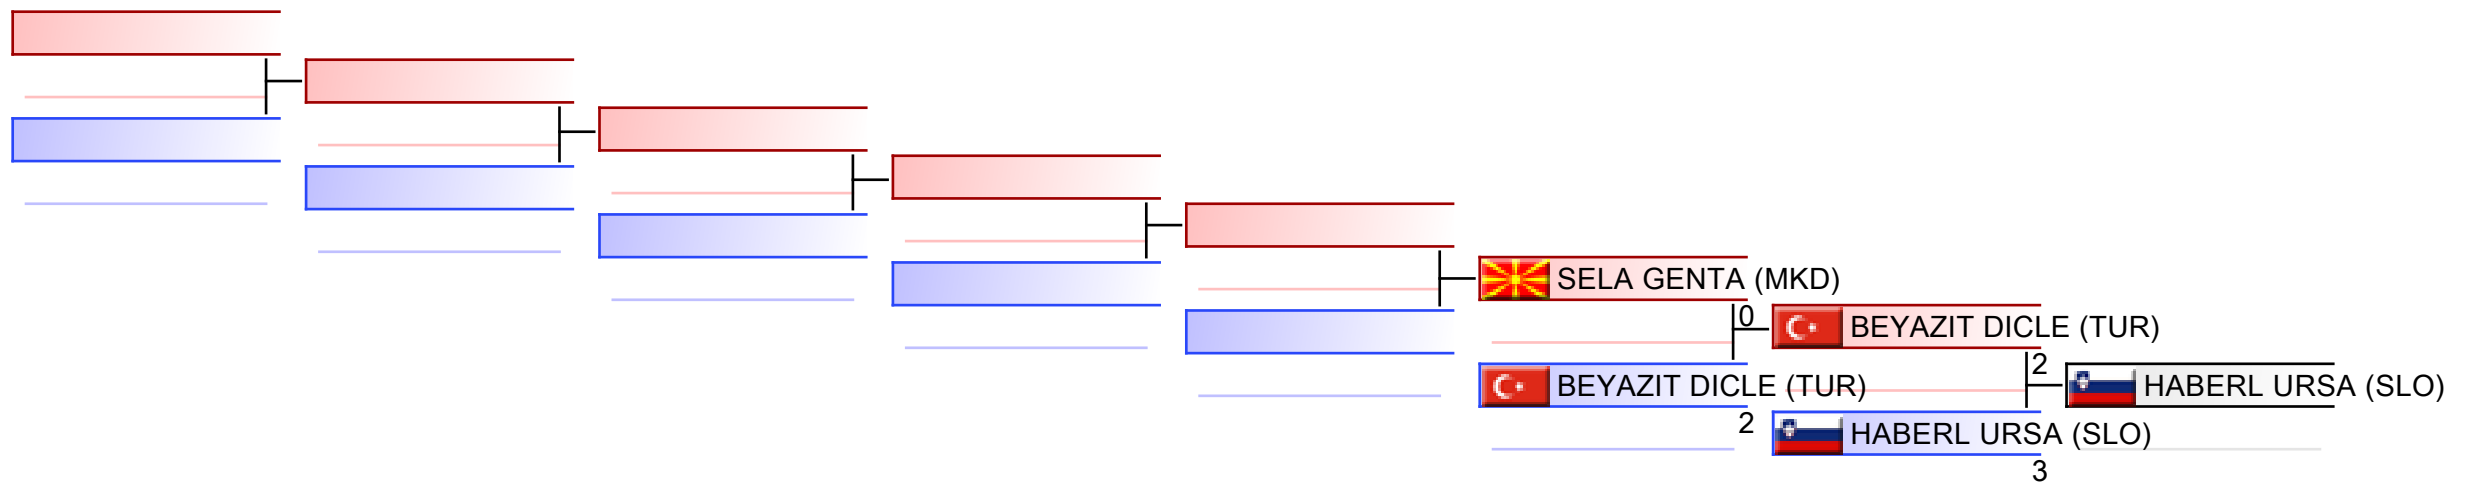 SELA GENTA (MKD)
0
BEYAZIT DICLE (TUR)
2
BEYAZIT DICLE (TUR)
2
HABERL URSA (SLO)
3
HABERL URSA (SLO)